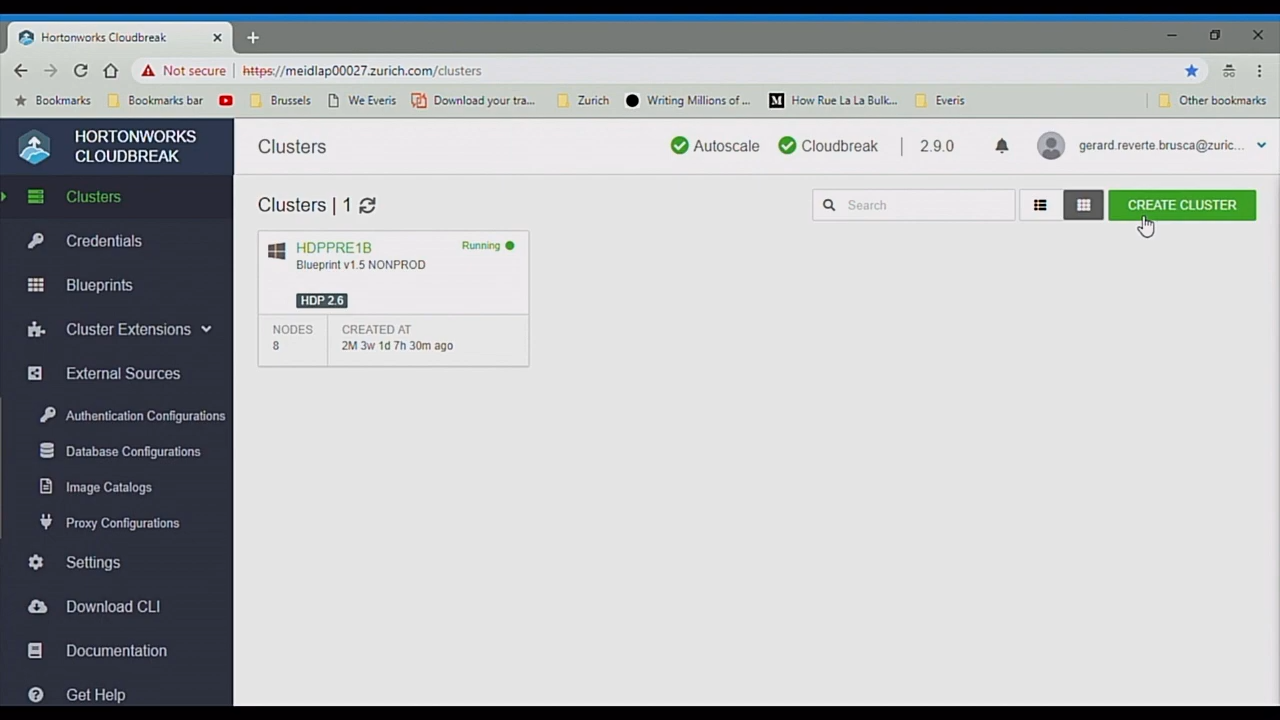 Hortonworks Cloudbreak
Not secure | https://meidlap00027.zurich.com/clusters
Bookmarks Bookmarks bar Brussels We Everis Download your tra... Zurich Writing Millions of ... How Rue La La Bulk... Everis Other bookmarks
HORTONWORKS
CLOUDBREAK
Clusters
Credentials
Blueprints
Cluster Extensions
External Sources
Authentication Configurations
Database Configurations
Image Catalogs
Proxy Configurations
Settings
Download CLI
Documentation
Get Help
Clusters
Autoscale Cloudbreak | 2.9.0 gerard.reverte.brusca@zuric...
Clusters | 1
Search
CREATE CLUSTER
HDPPRE1B Running
Blueprint v1.5 NONPROD
HDP 2.6
NODES CREATED AT
8 2M 3w 1d 7h 30m ago